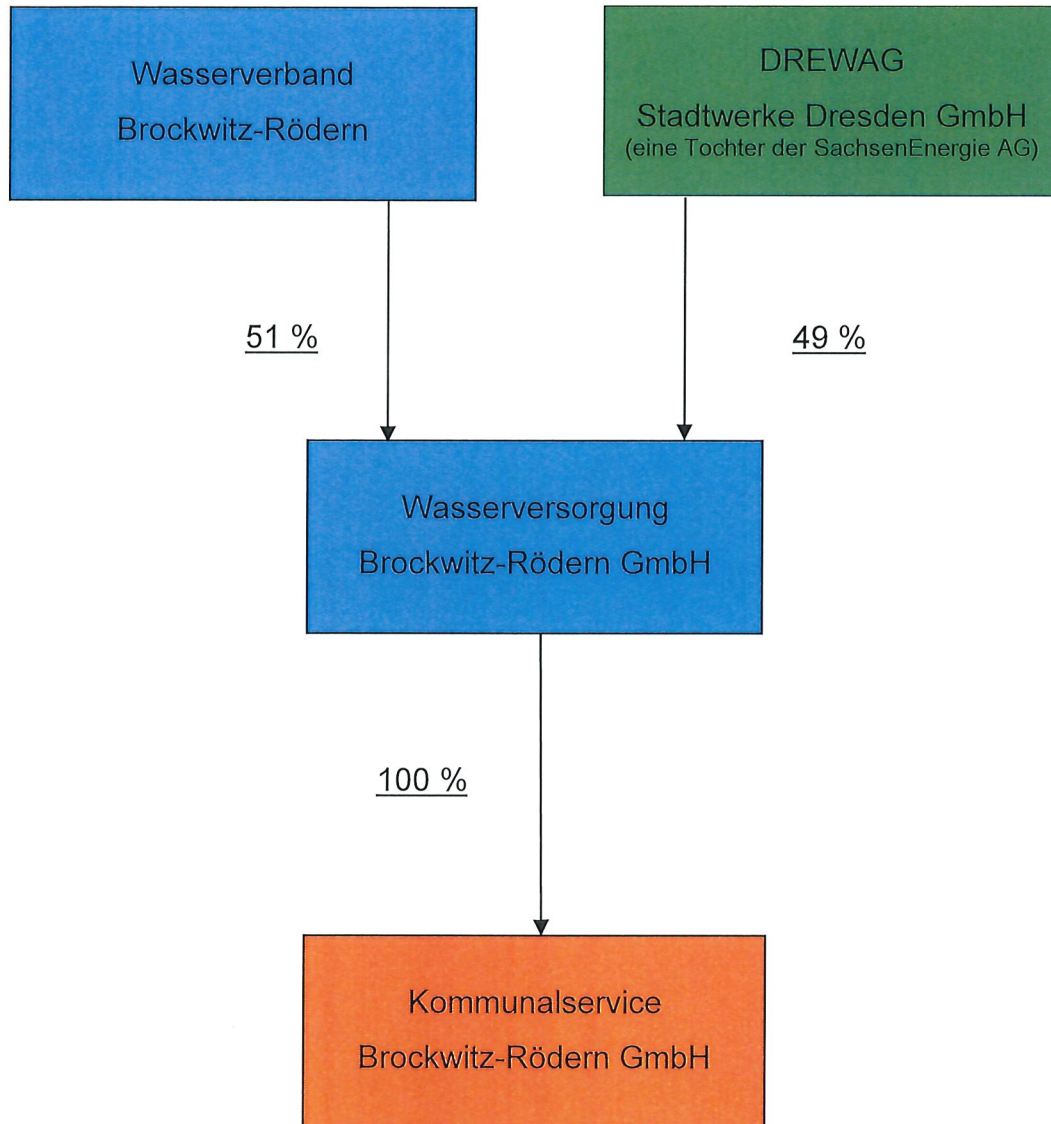 Wasserverband
Brockwitz-Rödern
DREWAG
Stadtwerke Dresden GmbH
(eine Tochter der SachsenEnergie AG)
51 %
49 %
Wasserversorgung
Brockwitz-Rödern GmbH
100 %
Kommunalservice
Brockwitz-Rödern GmbH